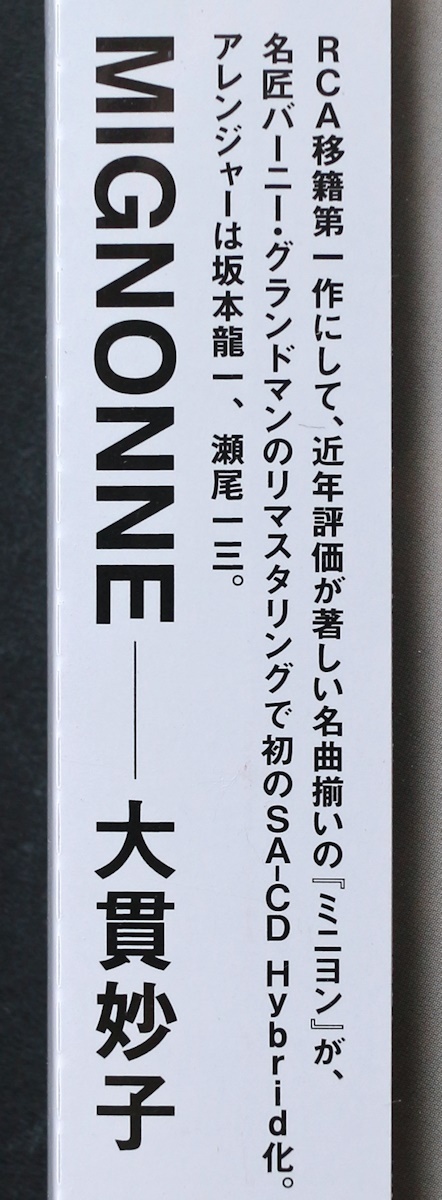 RCA移籍第一作にして、近年評価が著しい名曲揃いの『ミニヨン』が、
名匠バーニー・グランドマンのリマスタリングで初のSA-CD Hybrid化。
アレンジャーは坂本龍一、瀬尾一三。
MIGNONNE──大貫妙子